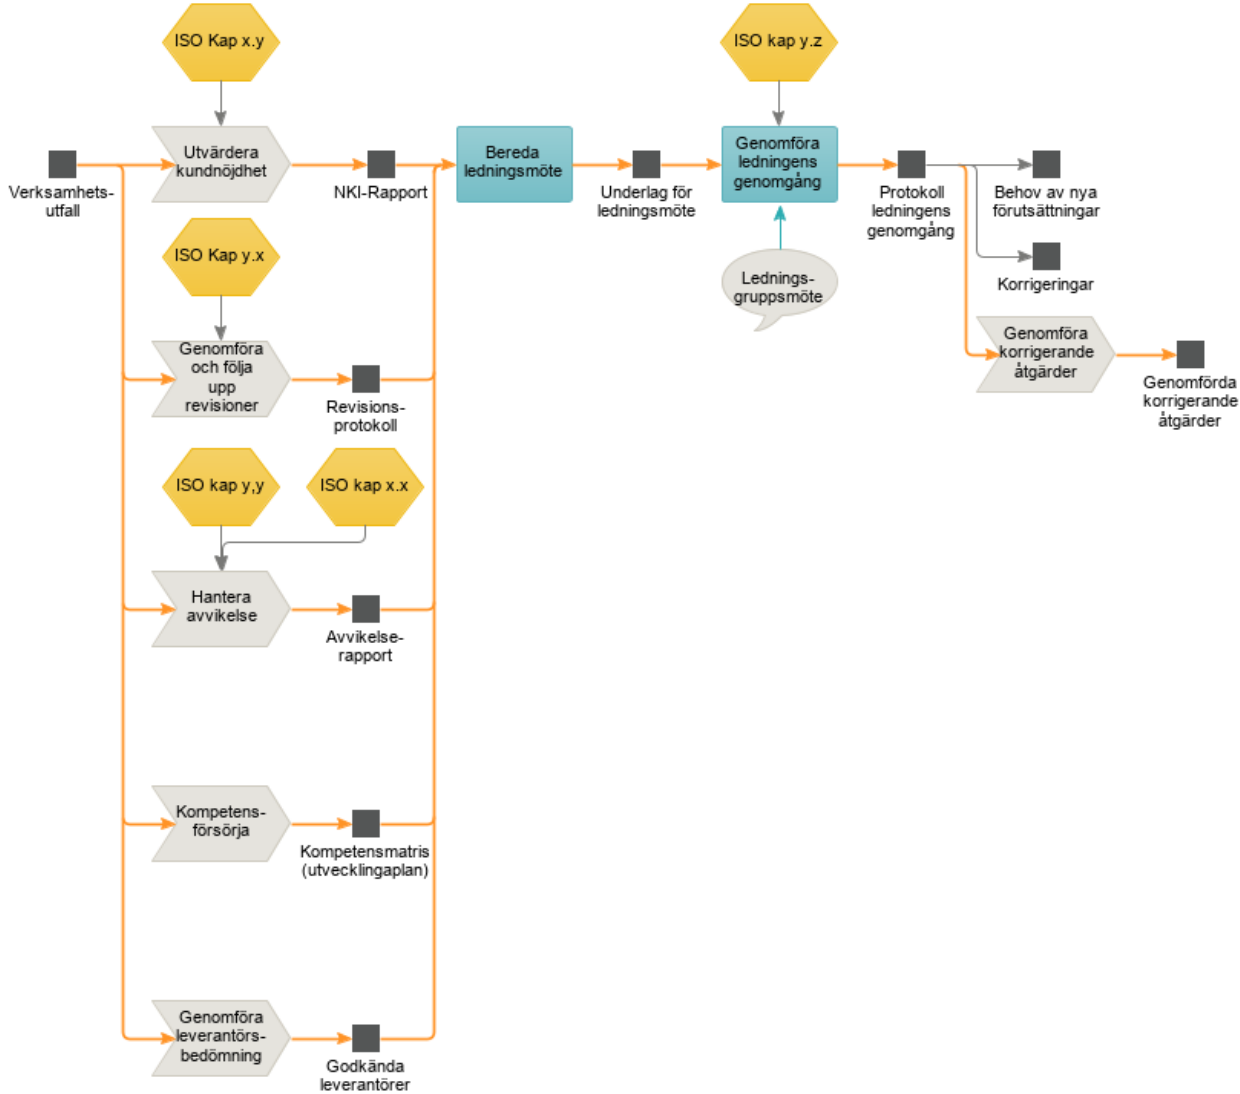 ISO Kap x.y
ISO kap y.z
Verksamhets-
utfall
Utvärdera
kundnöjdhet
NKI-Rapport
Bereda
ledningsmöte
Underlag för
ledningsmöte
Genomföra
ledningens
genomgång
Protokoll
ledningens
genomgång
Behov av nya
förutsättningar
ISO Kap y.x
Lednings-
gruppsmöte
Korrigeringar
Genomföra
och följa
upp
revisioner
Revisions-
protokoll
Genomföra
korrigerande
åtgärder
Genomförda
korrigerande
åtgärder
ISO kap y,y
ISO kap x.x
Hantera
avvikelse
Avvikelse-
rapport
Kompetens-
försörja
Kompetensmatris
(utvecklingaplan)
Genomföra
leverantörs-
bedömning
Godkända
leverantörer